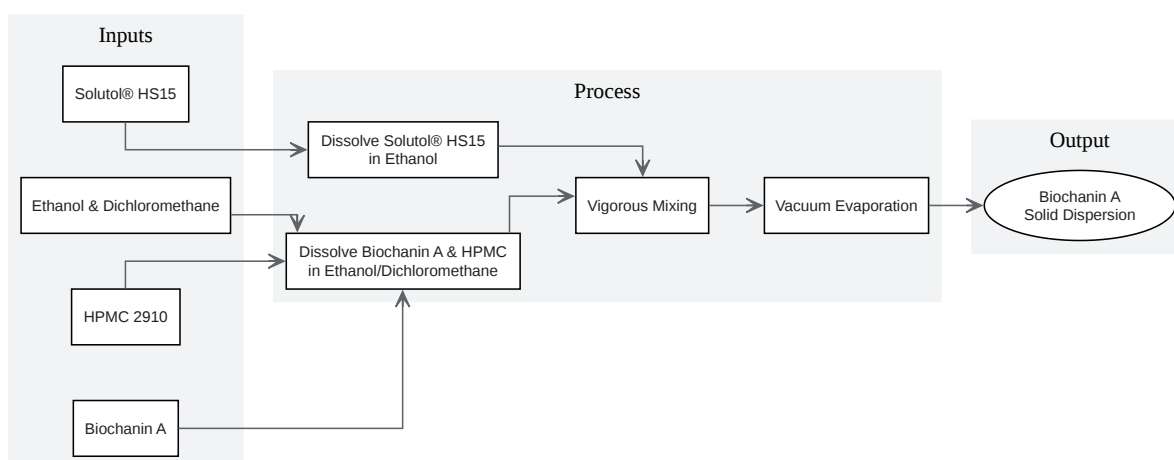 Inputs
Solutol® HS15
Ethanol & Dichloromethane
HPMC 2910
Biochanin A
Process
Dissolve Solutol® HS15
in Ethanol
Dissolve Biochanin A & HPMC
in Ethanol/Dichloromethane
Vigorous Mixing
Vacuum Evaporation
Output
Biochanin A
Solid Dispersion